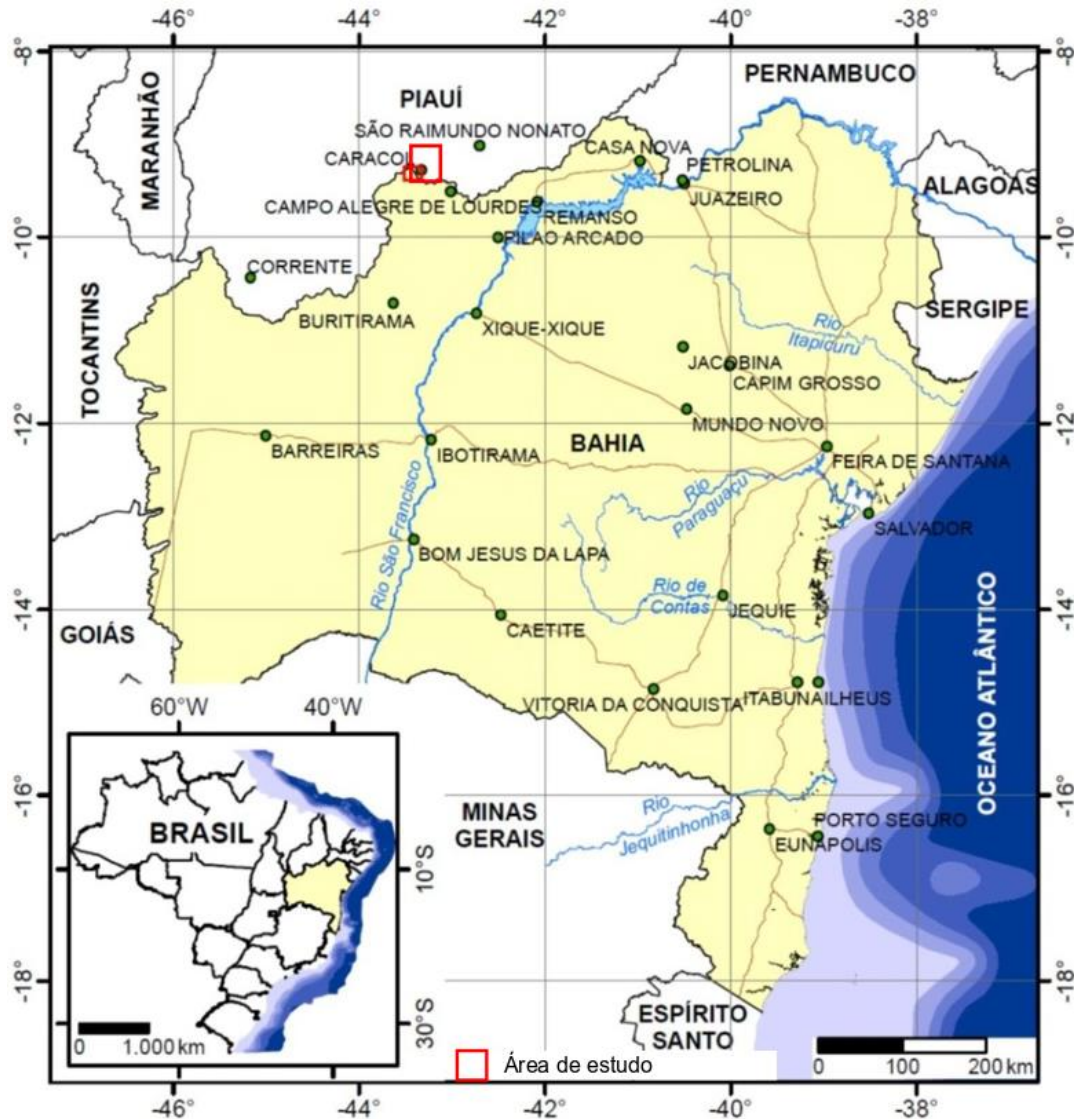 -46° -44° -42° -40° -38°
-8° -8°
PERNAMBUCO
PIAUÍ
MARANHÃO
SÃO RAIMUNDO NONATO
CASA NOVA
CARACOL
PETROLINA
ALAGOAS
JUAZEIRO
CAMPO ALEGRE DE LOURDES
REMANSO
-10° -10°
PILAO ARCADO
CORRENTE
SERGIPE
BURITIRAMA
XIQUE-XIQUE
Rio
Itapicuru
TOCANTINS
JACOBINA
CAPIM GROSSO
-12° -12°
MUNDO NOVO
BAHIA
BARREIRAS
IBOTIRAMA
FEIRA DE SANTANA
Rio
Paraguaçu
Rio São Francisco
SALVADOR
BOM JESUS DA LAPA
Rio de
Contas
JEQUIE
-14° -14°
GOIÁS
CAETITE
OCEANO ATLÂNTICO
VITORIA DA CONQUISTA
ITABUNA
ILHEUS
60°W 40°W
-16° -16°
MINAS
GERAIS
Rio
Jequitinhonha
PORTO SEGURO
EUNAPOLIS
BRASIL
10°S
-18° -18°
ESPÍRITO
SANTO
30°S
0 1.000 km
Área de estudo
0 100 200 km
-46° -44° -42° -40° -38°